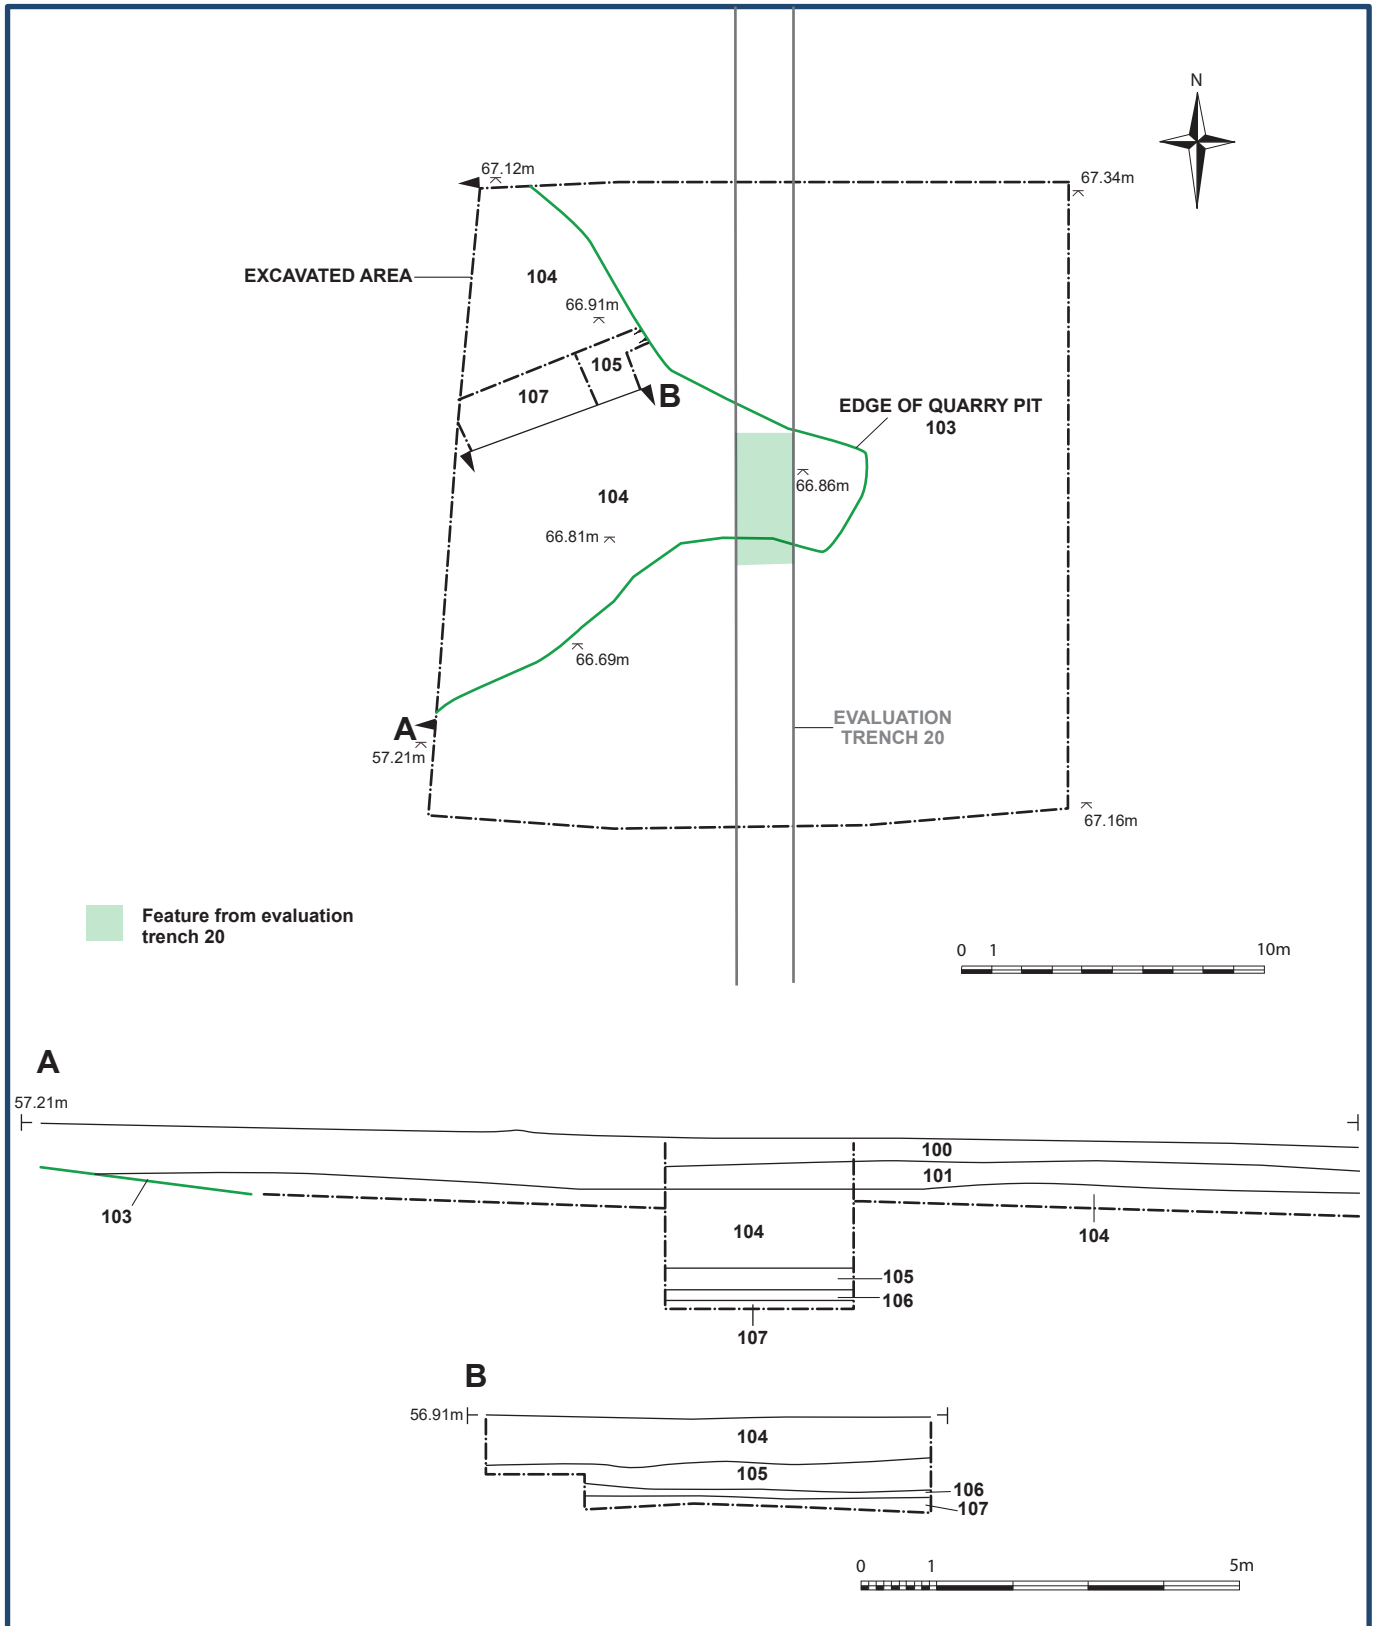 N
67.12m
67.34m
EXCAVATED AREA
104
66.91m
105
107
B
EDGE OF QUARRY PIT
103
66.86m
104
66.81m
66.69m
A
57.21m
EVALUATION
TRENCH 20
67.16m
Feature from evaluation
trench 20
0 1 10m
A
57.21m
100
101
103
104
104
105
106
107
B
56.91m
104
105
106
107
0 1 5m